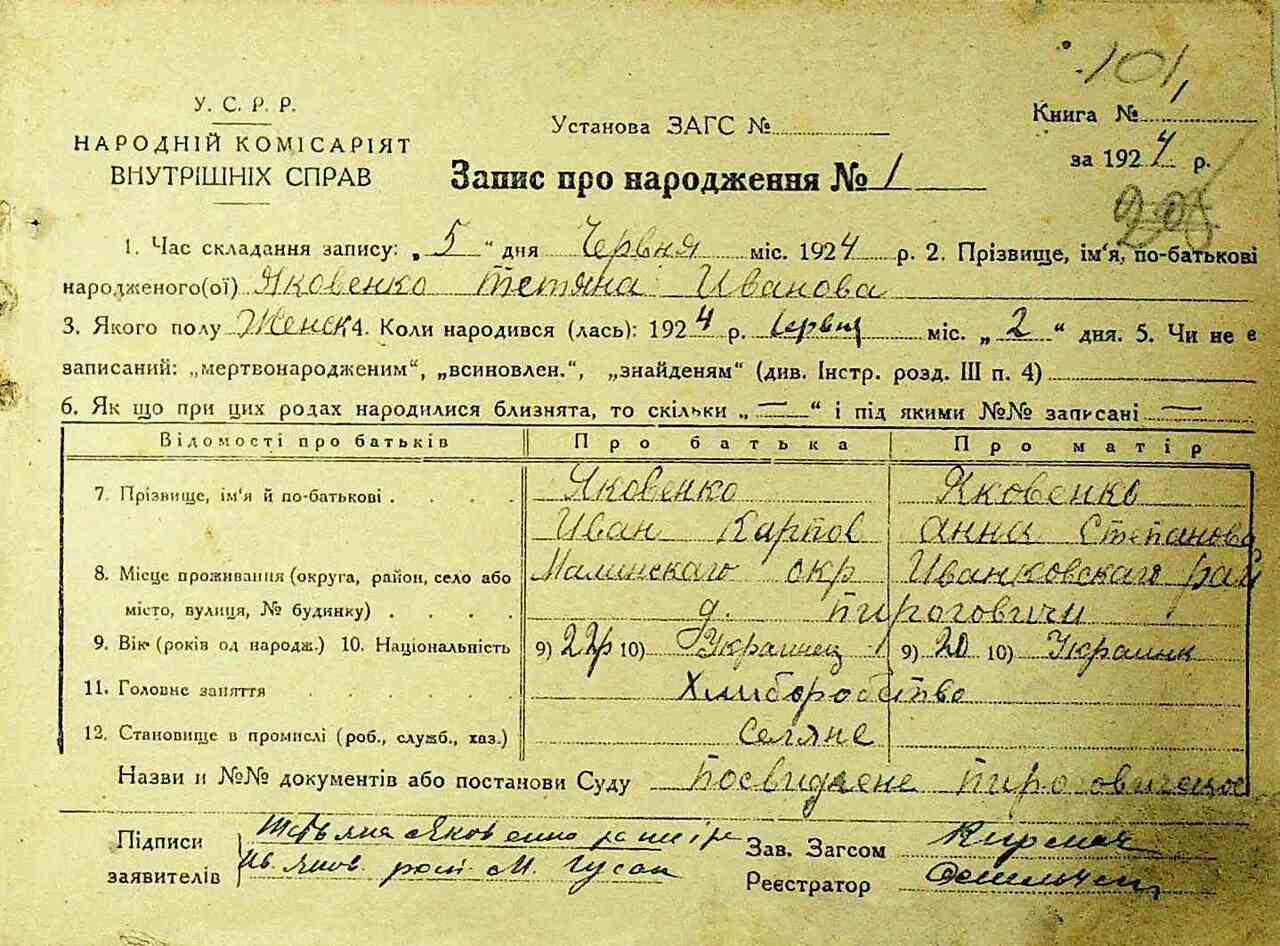 101
У. С. Р. Р.
НАРОДНІЙ КОМІСАРІЯТ
ВНУТРІШНІХ СПРАВ
Установа ЗАГС №
Книга №
за 1924 р.
Запис про народження № 1
1. Час складання запису: „5“ дня Червня міс. 1924 р. 2. Прізвище, ім'я, по-батькові
народженого(ої) Яковенко Тетяна Иванова
3. Якого полу Женск 4. Коли народився (лась): 1924 р. Червня міс. „2“ дня. 5. Чи не є
записаний: „мертвонародженим“, „всиновлен.“, „знайденям“ (див. Інстр. розд. III п. 4)
6. Як що при цих родах народилися близнята, то скільки „—“ і під якими №№ записані —
Відомості про батьків Про батька Про матір
7. Прізвище, ім'я й по-батькові . . . . Яковенко Яковенко
Иван Карпов Анна Степанова
8. Місце проживання (округа, район, село або Малинскаго окр Иванковскаго рай
місто, вулиця, № будинку) . . . . д. Пироговичи
9. Вік (років од народж.) 10. Національність 9) 22р 10) Украинец 9) 20 10) Украинк
11. Головне заняття . . . . . Хлиборобство
12. Становище в промислі (роб., служб., хаз.) Селяне
Назви и №№ документів або постанови Суду
Підписи
заявителів
Зав. Загсом
Реєстратор